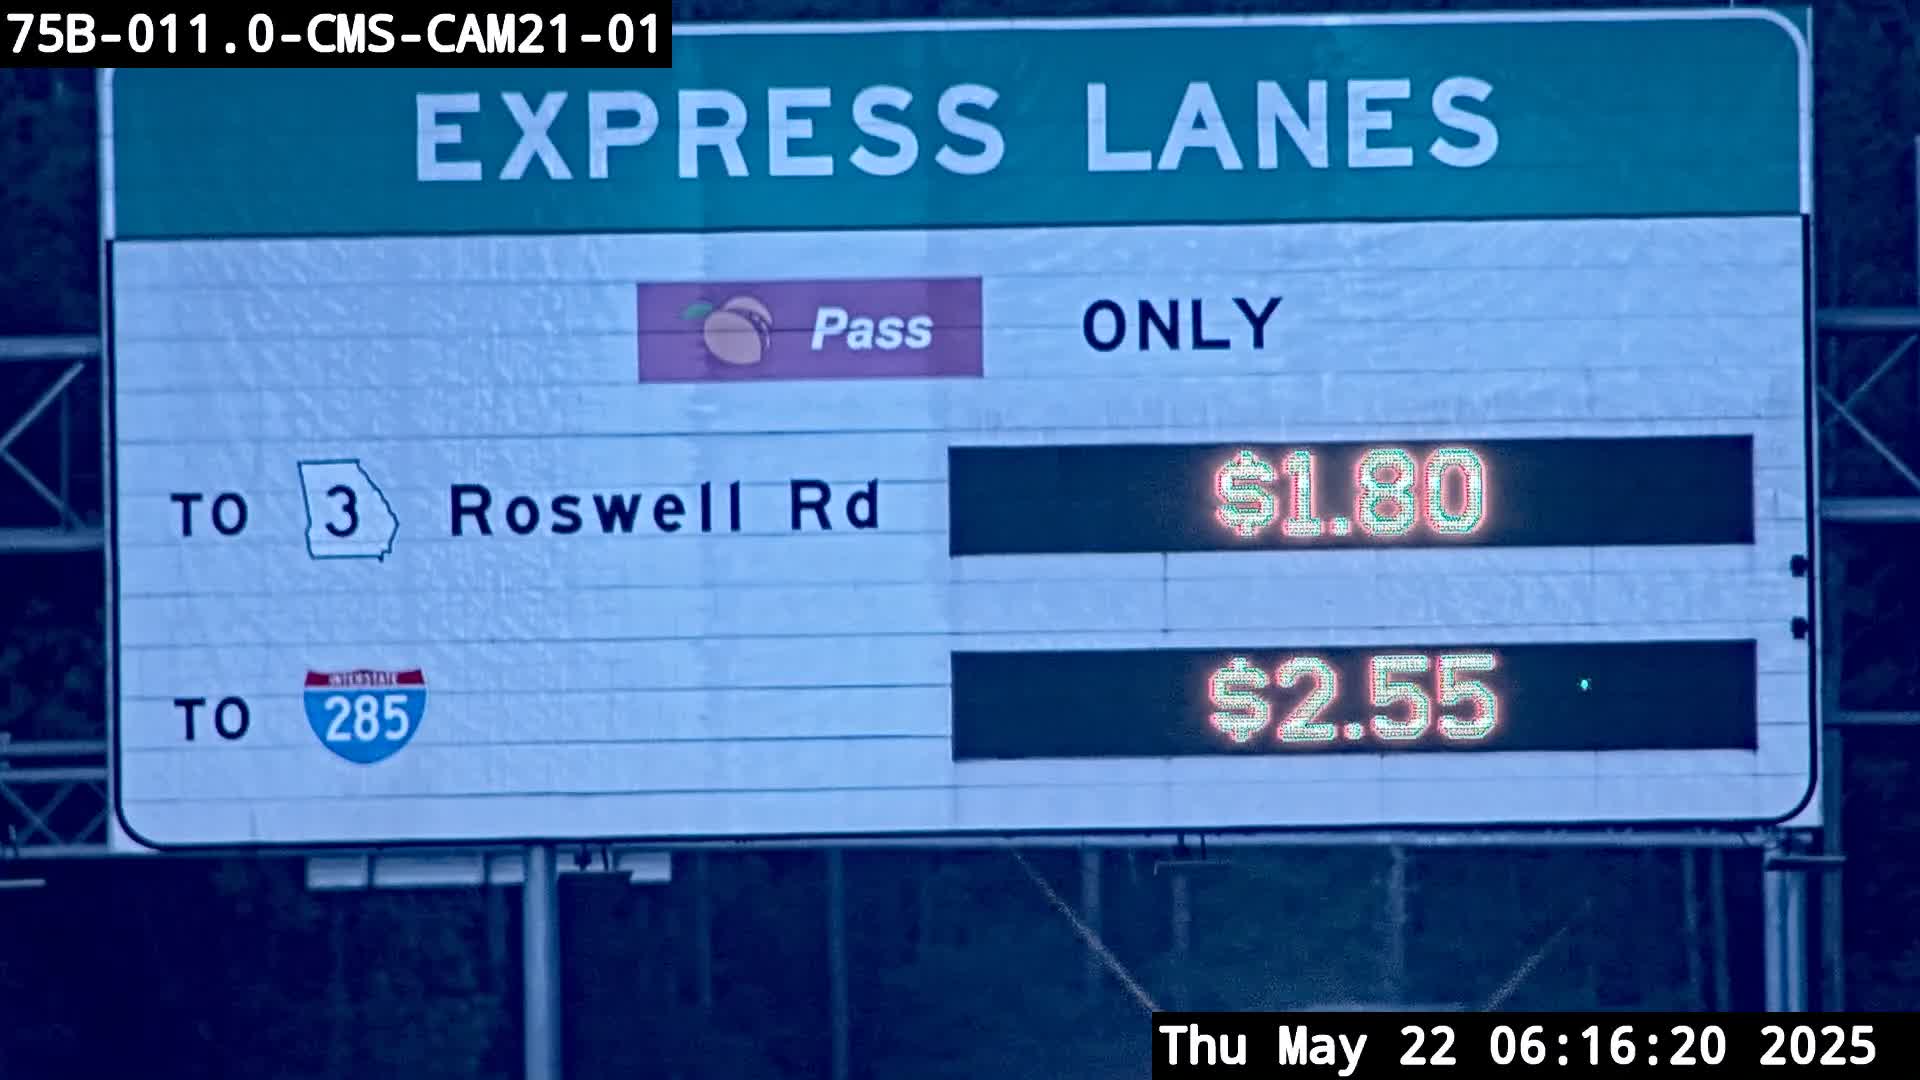 75B-011.0-CMS-CAM21-01
EXPRESS LANES
Pass ONLY
TO 3 Roswell Rd $1.80
INTERSTATE
TO 285 $2.55
Thu May 22 06:16:20 2025